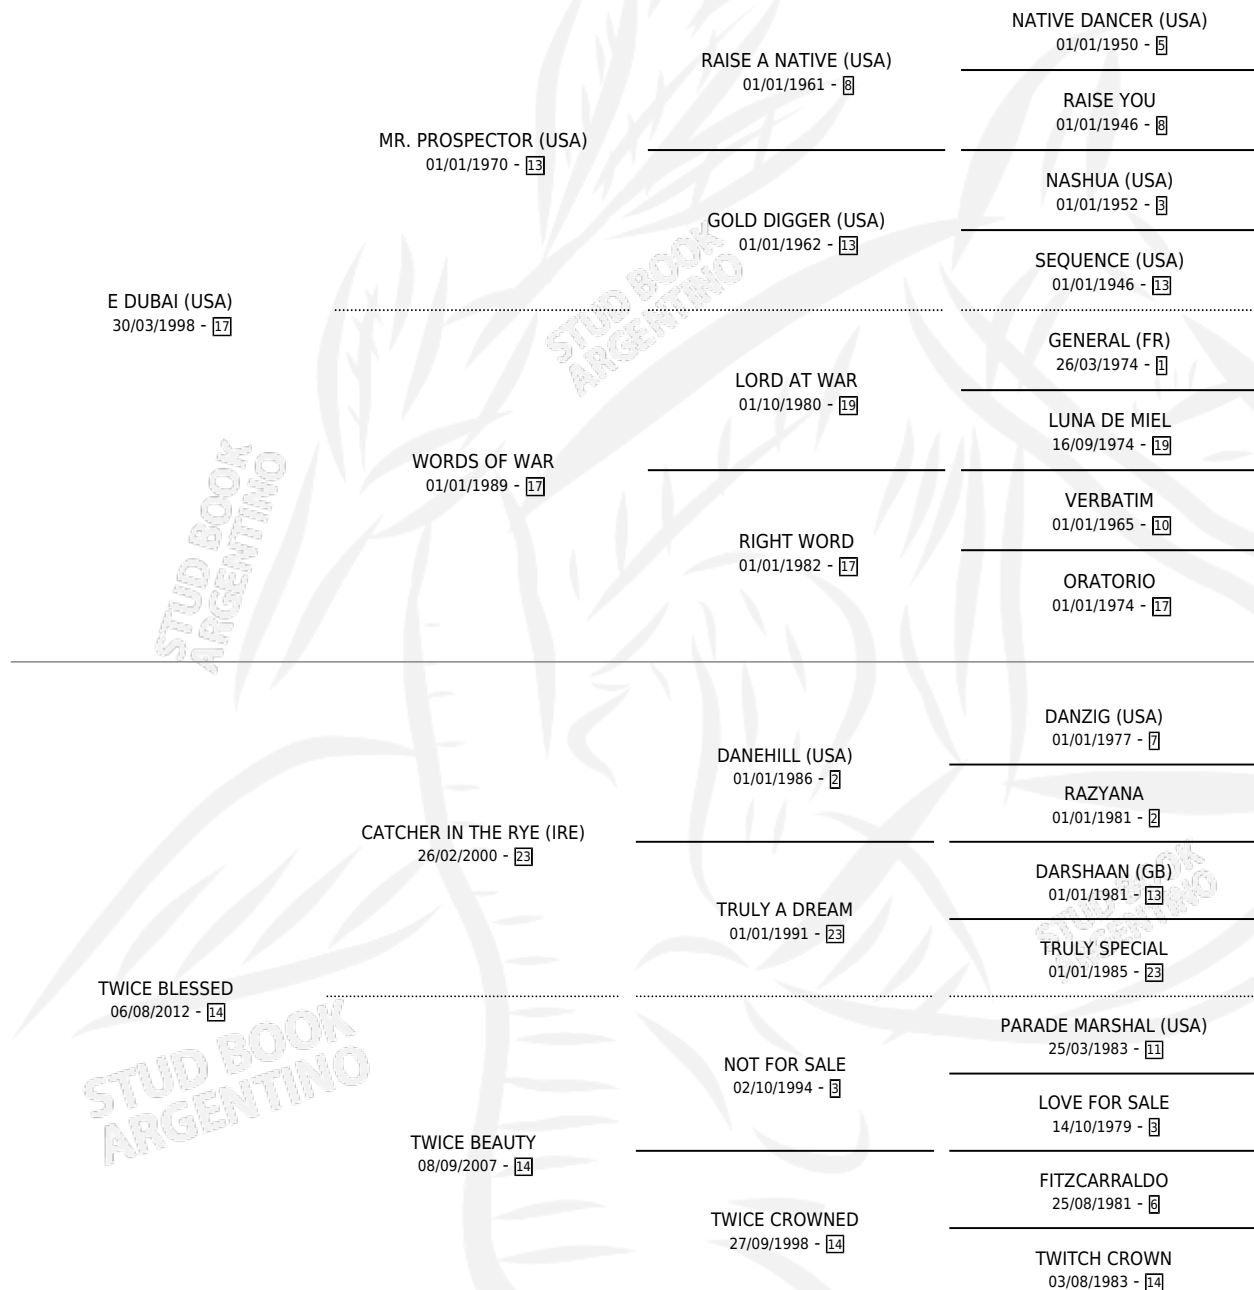 NATIVE DANCER (USA)
01/01/1950 - 5
RAISE A NATIVE (USA)
01/01/1961 - 8
RAISE YOU
01/01/1946 - 8
MR. PROSPECTOR (USA)
01/01/1970 - 13
NASHUA (USA)
01/01/1952 - 3
GOLD DIGGER (USA)
01/01/1962 - 13
SEQUENCE (USA)
01/01/1946 - 13
E DUBAI (USA)
30/03/1998 - 17
STUD BOOK
ARGENTINO
GENERAL (FR)
26/03/1974 - 1
LORD AT WAR
01/10/1980 - 19
LUNA DE MIEL
16/09/1974 - 19
WORDS OF WAR
01/01/1989 - 17
VERBATIM
01/01/1965 - 10
RIGHT WORD
01/01/1982 - 17
ORATORIO
01/01/1974 - 17
STUD BOOK
ARGENTINO
DANZIG (USA)
01/01/1977 - 7
DANEHILL (USA)
01/01/1986 - 2
RAZYANA
01/01/1981 - 2
CATCHER IN THE RYE (IRE)
26/02/2000 - 23
DARSHAAN (GB)
01/01/1981 - 13
STUD BOOK
ARGENTINO
TRULY A DREAM
01/01/1991 - 23
TRULY SPECIAL
01/01/1985 - 23
TWICE BLESSED
06/08/2012 - 14
PARADE MARSHAL (USA)
25/03/1983 - 11
NOT FOR SALE
02/10/1994 - 3
LOVE FOR SALE
14/10/1979 - 3
STUD BOOK
ARGENTINO
TWICE BEAUTY
08/09/2007 - 14
FITZCARRALDO
25/08/1981 - 6
TWICE CROWNED
27/09/1998 - 14
TWITCH CROWN
03/08/1983 - 14